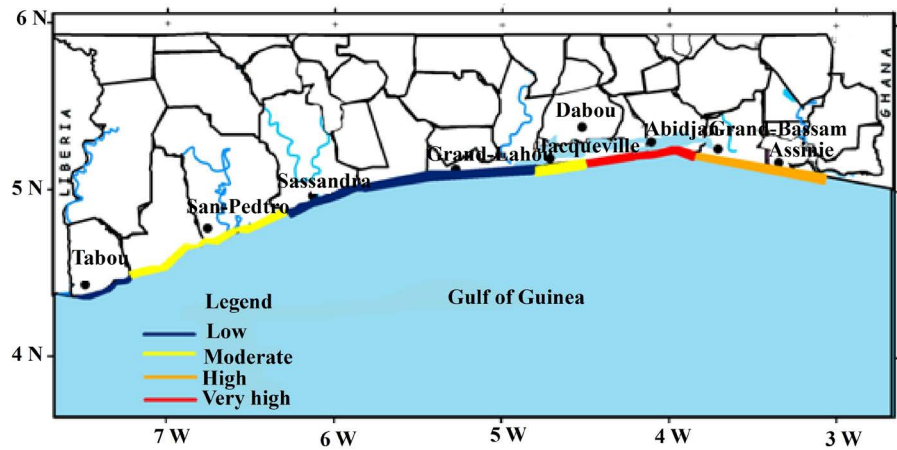 6 N
LIBERIA
GHANA
Dabou
Abidjan
Grand-Bassam
Jacqueville
Grand-Lahou
Assinie
5 N
Sassandra
San-Pedtro
Tabou
Legend
Gulf of Guinea
Low
4 N
Moderate
High
Very high
7 W
6 W
5 W
4 W
3 W